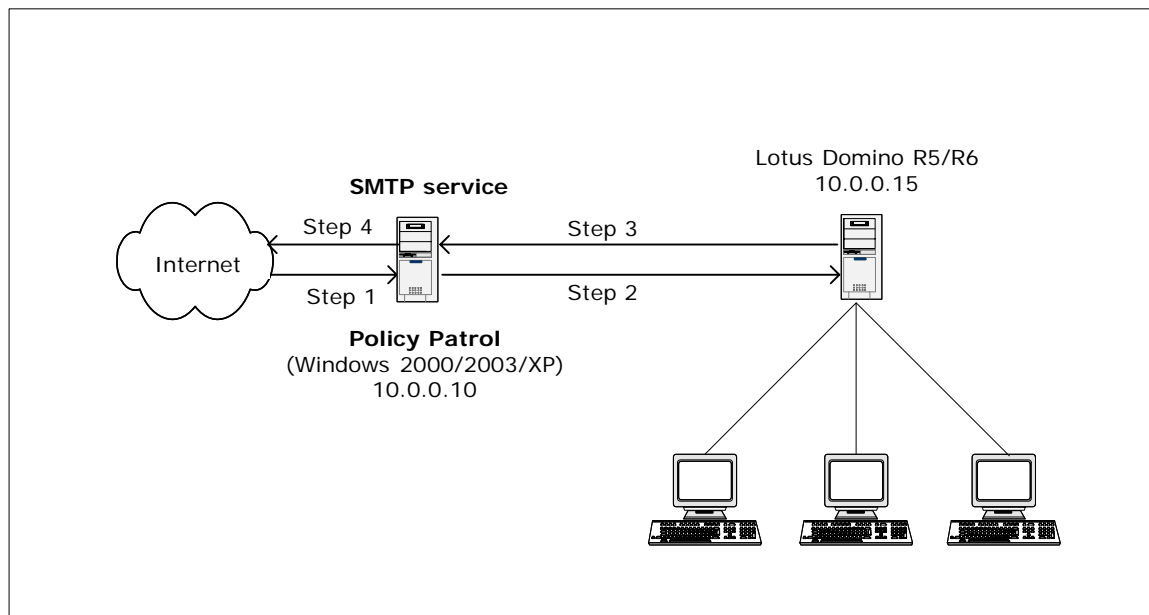 Lotus Domino R5/R6
10.0.0.15
SMTP service
Step 4
Step 3
Internet
Step 1
Step 2
Policy Patrol
(Windows 2000/2003/XP)
10.0.0.10